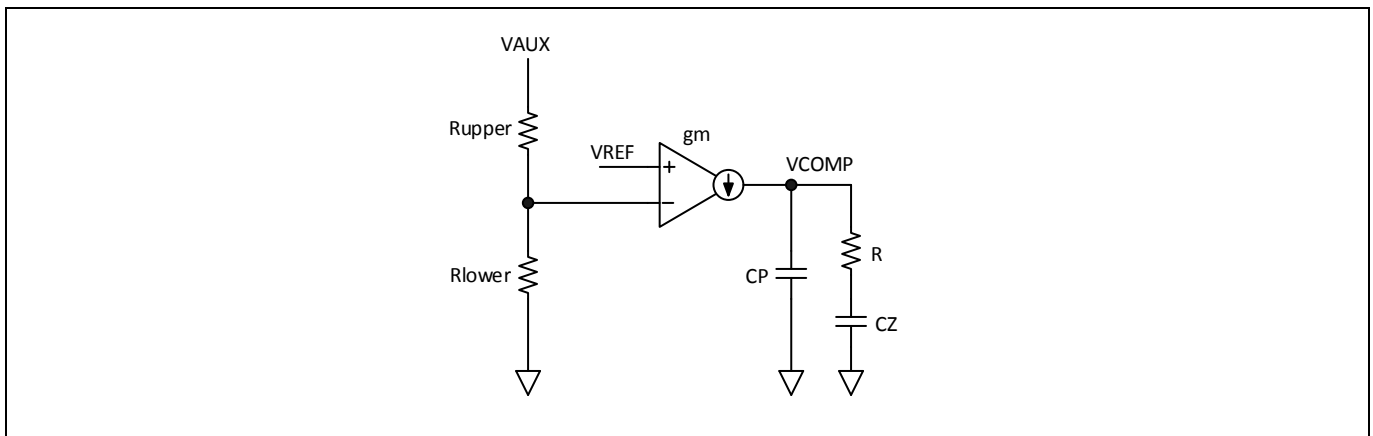 VAUX
Rupper
gm
VREF
+
VCOMP
−
R
Rlower
CP
CZ